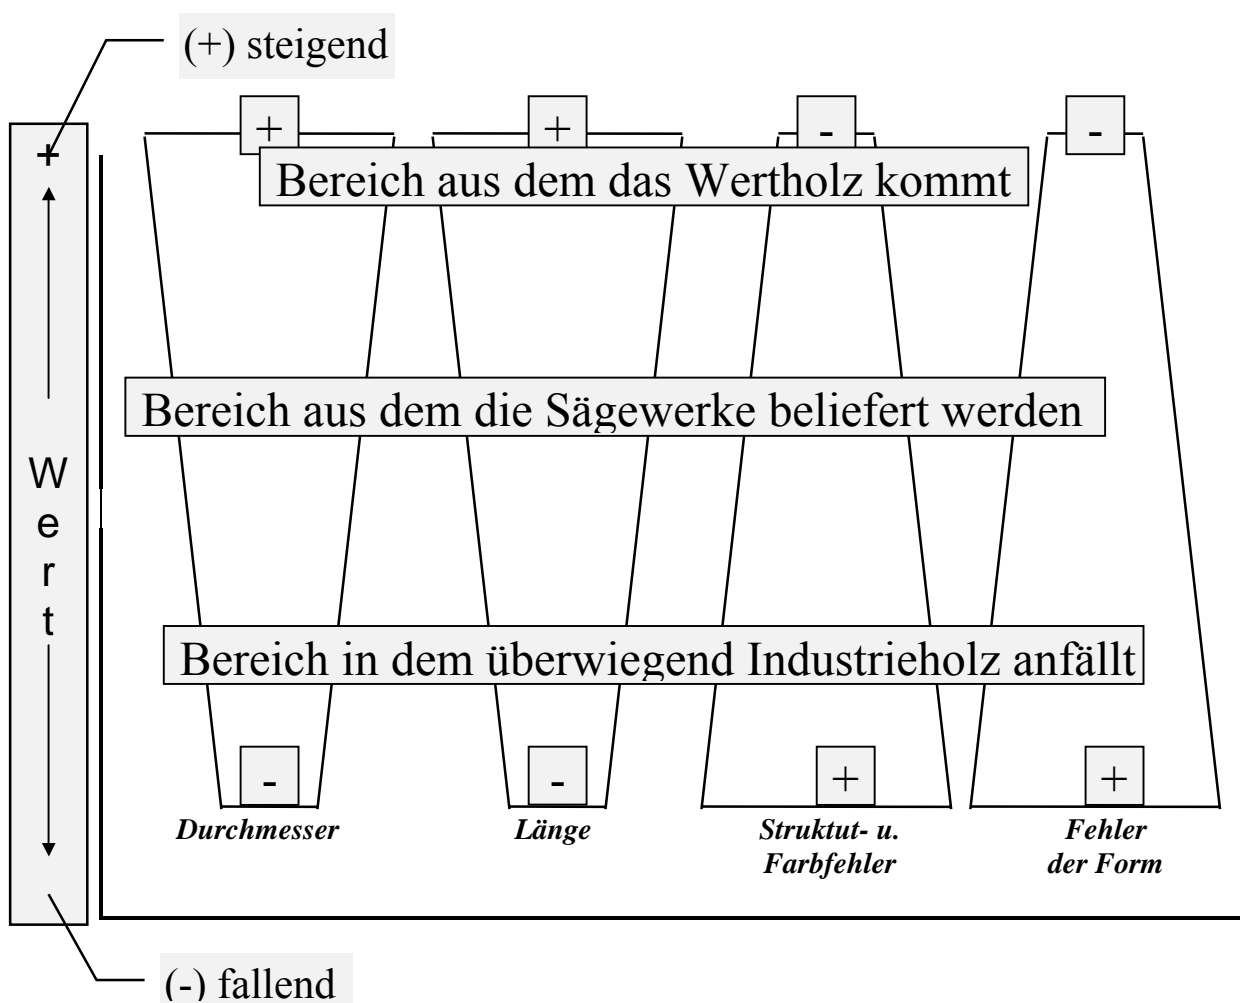 (+) steigend
+ + - -
+
Bereich aus dem das Wertholz kommt
Bereich aus dem die Sägewerke beliefert werden
W
e
r
t
Bereich in dem überwiegend Industrieholz anfällt
- - + +
Durchmesser
Länge
Struktut- u.
Farbfehler
Fehler
der Form
(-) fallend